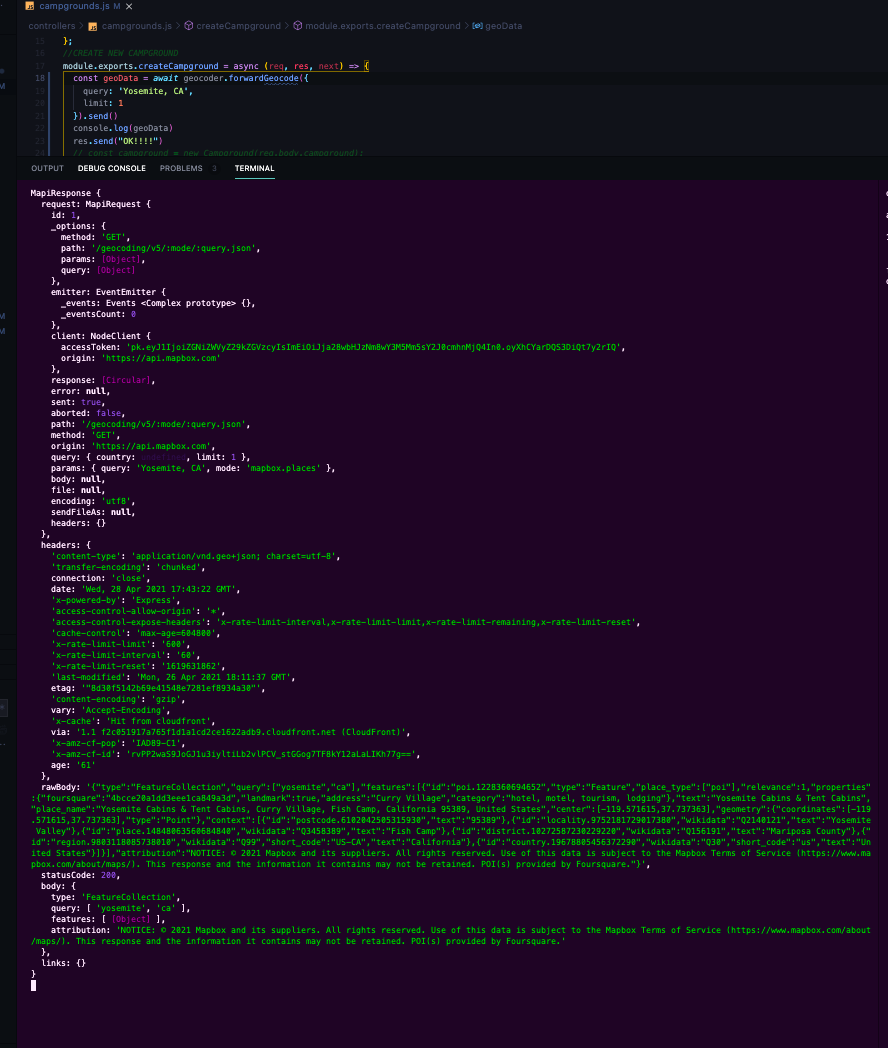 campgrounds.js M ×
controllers > campgrounds.js > createCampground > module.exports.createCampground > geoData
15 };
16 //CREATE NEW CAMPGROUND
17 module.exports.createCampground = async (req, res, next) => {
18 const geoData = await geocoder.forwardGeocode({
19 query: 'Yosemite, CA',
20 limit: 1
21 }).send()
22 console.log(geoData)
23 res.send("OK!!!!")
24 // const campground = new Campground(req.body.campground);
OUTPUT DEBUG CONSOLE PROBLEMS 3 TERMINAL
MapiResponse {
request: MapiRequest {
id: 1,
_options: {
method: 'GET',
path: '/geocoding/v5/:mode/:query.json',
params: [Object],
query: [Object]
},
emitter: EventEmitter {
_events: Events <Complex prototype> {},
_eventsCount: 0
},
client: NodeClient {
accessToken:
origin: 'https://api.mapbox.com'
},
response: [Circular],
error: null,
sent: true,
aborted: false,
path: '/geocoding/v5/:mode/:query.json',
method: 'GET',
origin: 'https://api.mapbox.com',
query: { country: undefined, limit: 1 },
params: { query: 'Yosemite, CA', mode: 'mapbox.places' },
body: null,
file: null,
encoding: 'utf8',
sendFileAs: null,
headers: {}
},
headers: {
'content-type': 'application/vnd.geo+json; charset=utf-8',
'transfer-encoding': 'chunked',
connection: 'close',
date: 'Wed, 28 Apr 2021 17:43:22 GMT',
'x-powered-by': 'Express',
'access-control-allow-origin': '*',
'access-control-expose-headers': 'x-rate-limit-interval,x-rate-limit-limit,x-rate-limit-remaining,x-rate-limit-reset',
'cache-control': 'max-age=604800',
'x-rate-limit-limit': '600',
'x-rate-limit-interval': '60',
'x-rate-limit-reset': '1619631862',
'last-modified': 'Mon, 26 Apr 2021 18:11:37 GMT',
etag: '"8d30f5142b69e41548e7281ef8934a30"',
'content-encoding': 'gzip',
vary: 'Accept-Encoding',
'x-cache': 'Hit from cloudfront',
via: '1.1 f2c051917a765f1d1a1cd2ce1622adb9.cloudfront.net (CloudFront)',
'x-amz-cf-pop': 'IAD89-C1',
'x-amz-cf-id': 'rvPP2waS9JoGJ1u3iyltiLb2vlPCV_stGGog7TF8kY12aLaLIKh77g==',
age: '61'
},
rawBody: '{"type":"FeatureCollection","query":["yosemite","ca"],"features":[{"id":"poi.1228360694652","type":"Feature","place_type":["poi"],"relevance":1,"properties
":{"foursquare":"4bcce20a1dd3eee1ca849a3d","landmark":true,"address":"Curry Village","category":"hotel, motel, tourism, lodging"},"text":"Yosemite Cabins & Tent Cabins",
"place_name":"Yosemite Cabins & Tent Cabins, Curry Village, Fish Camp, California 95389, United States","center":[-119.571615,37.737363],"geometry":{"coordinates":[-119
.571615,37.737363],"type":"Point"},"context":[{"id":"postcode.6102042505315930","text":"95389"},{"id":"locality.9752181729017380","wikidata":"Q2140121","text":"Yosemite
Valley"},{"id":"place.14848063560684840","wikidata":"Q3458389","text":"Fish Camp"},{"id":"district.10272587230229220","wikidata":"Q156191","text":"Mariposa County"},{"
id":"region.9803118085738010","wikidata":"Q99","short_code":"US-CA","text":"California"},{"id":"country.19678805456372290","wikidata":"Q30","short_code":"us","text":"Un
ited States"}]}],"attribution":"NOTICE: © 2021 Mapbox and its suppliers. All rights reserved. Use of this data is subject to the Mapbox Terms of Service (https://www.ma
pbox.com/about/maps/). This response and the information it contains may not be retained. POI(s) provided by Foursquare."}',
statusCode: 200,
body: {
type: 'FeatureCollection',
query: [ 'yosemite', 'ca' ],
features: [ [Object] ],
attribution: 'NOTICE: © 2021 Mapbox and its suppliers. All rights reserved. Use of this data is subject to the Mapbox Terms of Service (https://www.mapbox.com/about
/maps/). This response and the information it contains may not be retained. POI(s) provided by Foursquare.'
},
links: {}
}